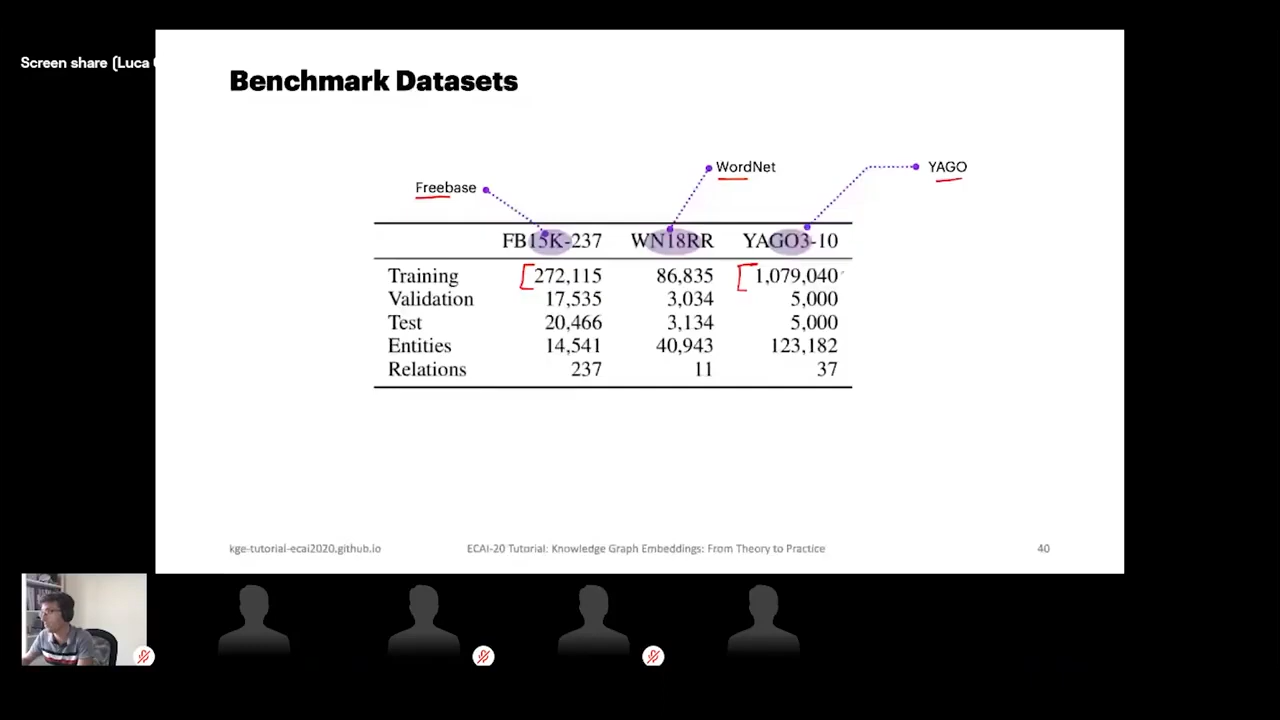 Screen share (Luca
Benchmark Datasets
Freebase
WordNet
YAGO
FB15K-237 WN18RR YAGO3-10
Training 272,115 86,835 1,079,040
Validation 17,535 3,034 5,000
Test 20,466 3,134 5,000
Entities 14,541 40,943 123,182
Relations 237 11 37
kge-tutorial-ecai2020.github.io ECAI-20 Tutorial: Knowledge Graph Embeddings: From Theory to Practice 40